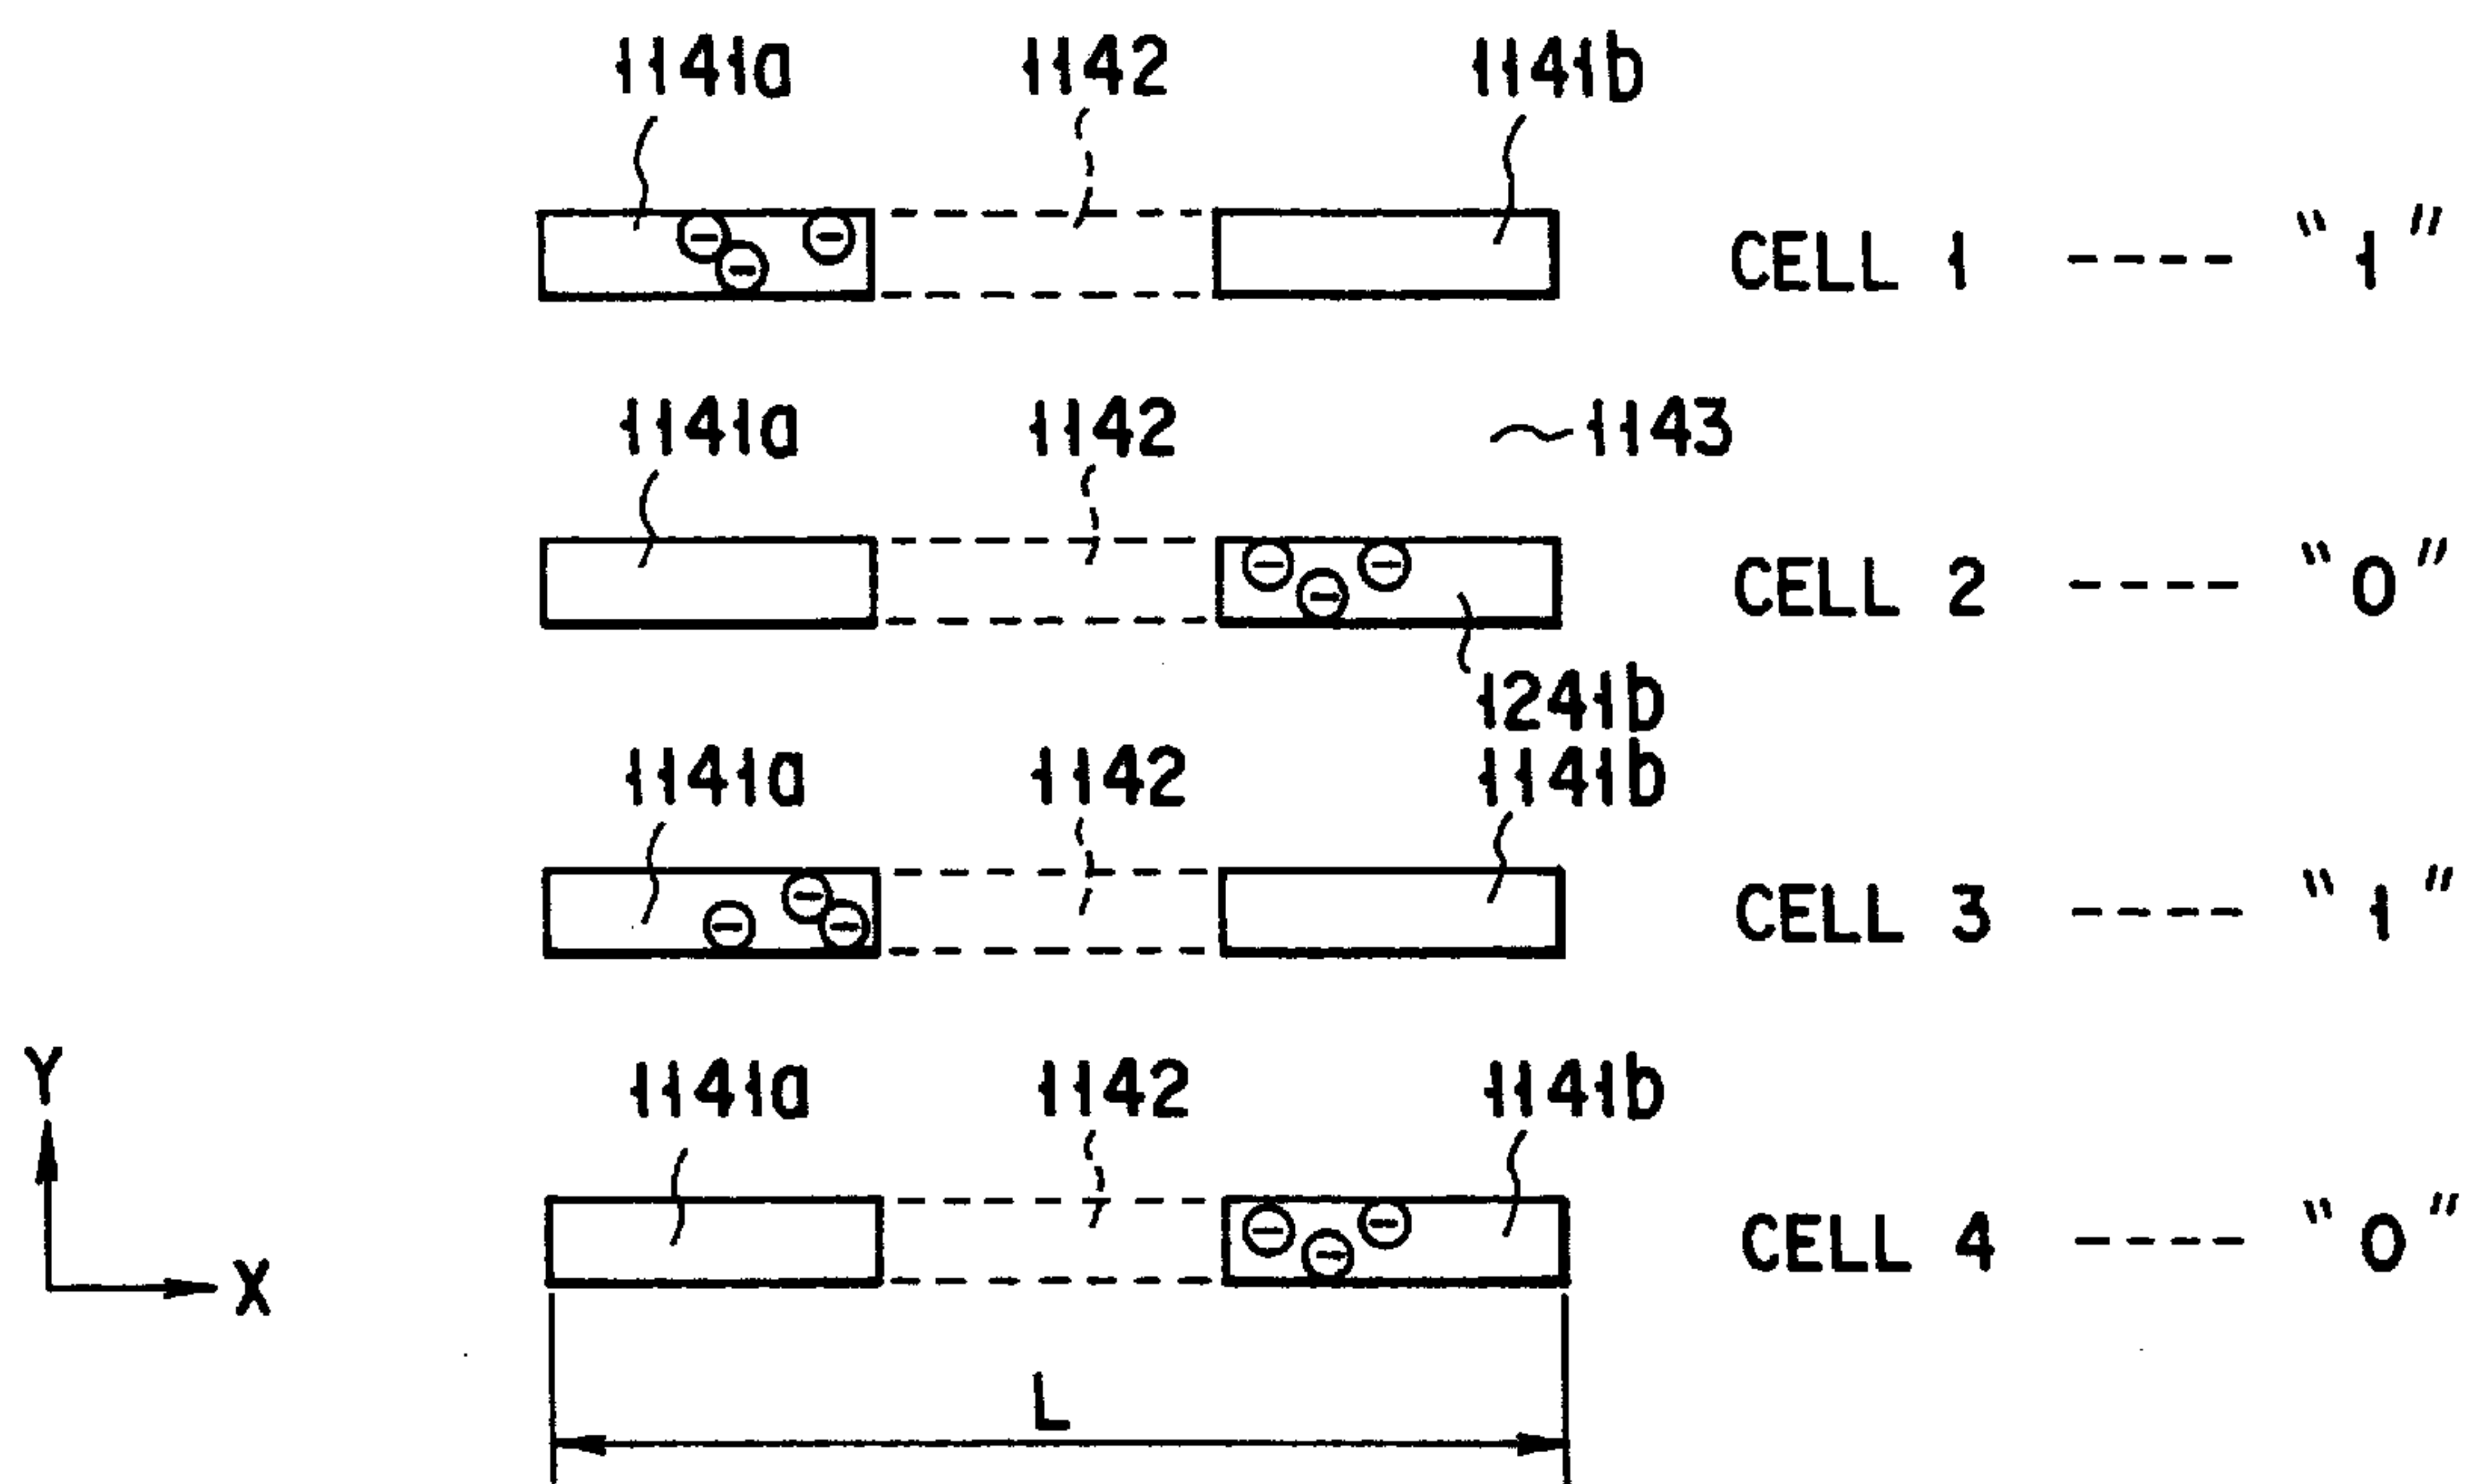 1141a 1142 1141b
CELL 1 ---- "1"
1141a 1142 1143
CELL 2 ---- "0"
1241b
1141a 1142 1141b
CELL 3 ---- "1"
Y
1141a 1142 1141b
CELL 4 ---- "0"
X
L